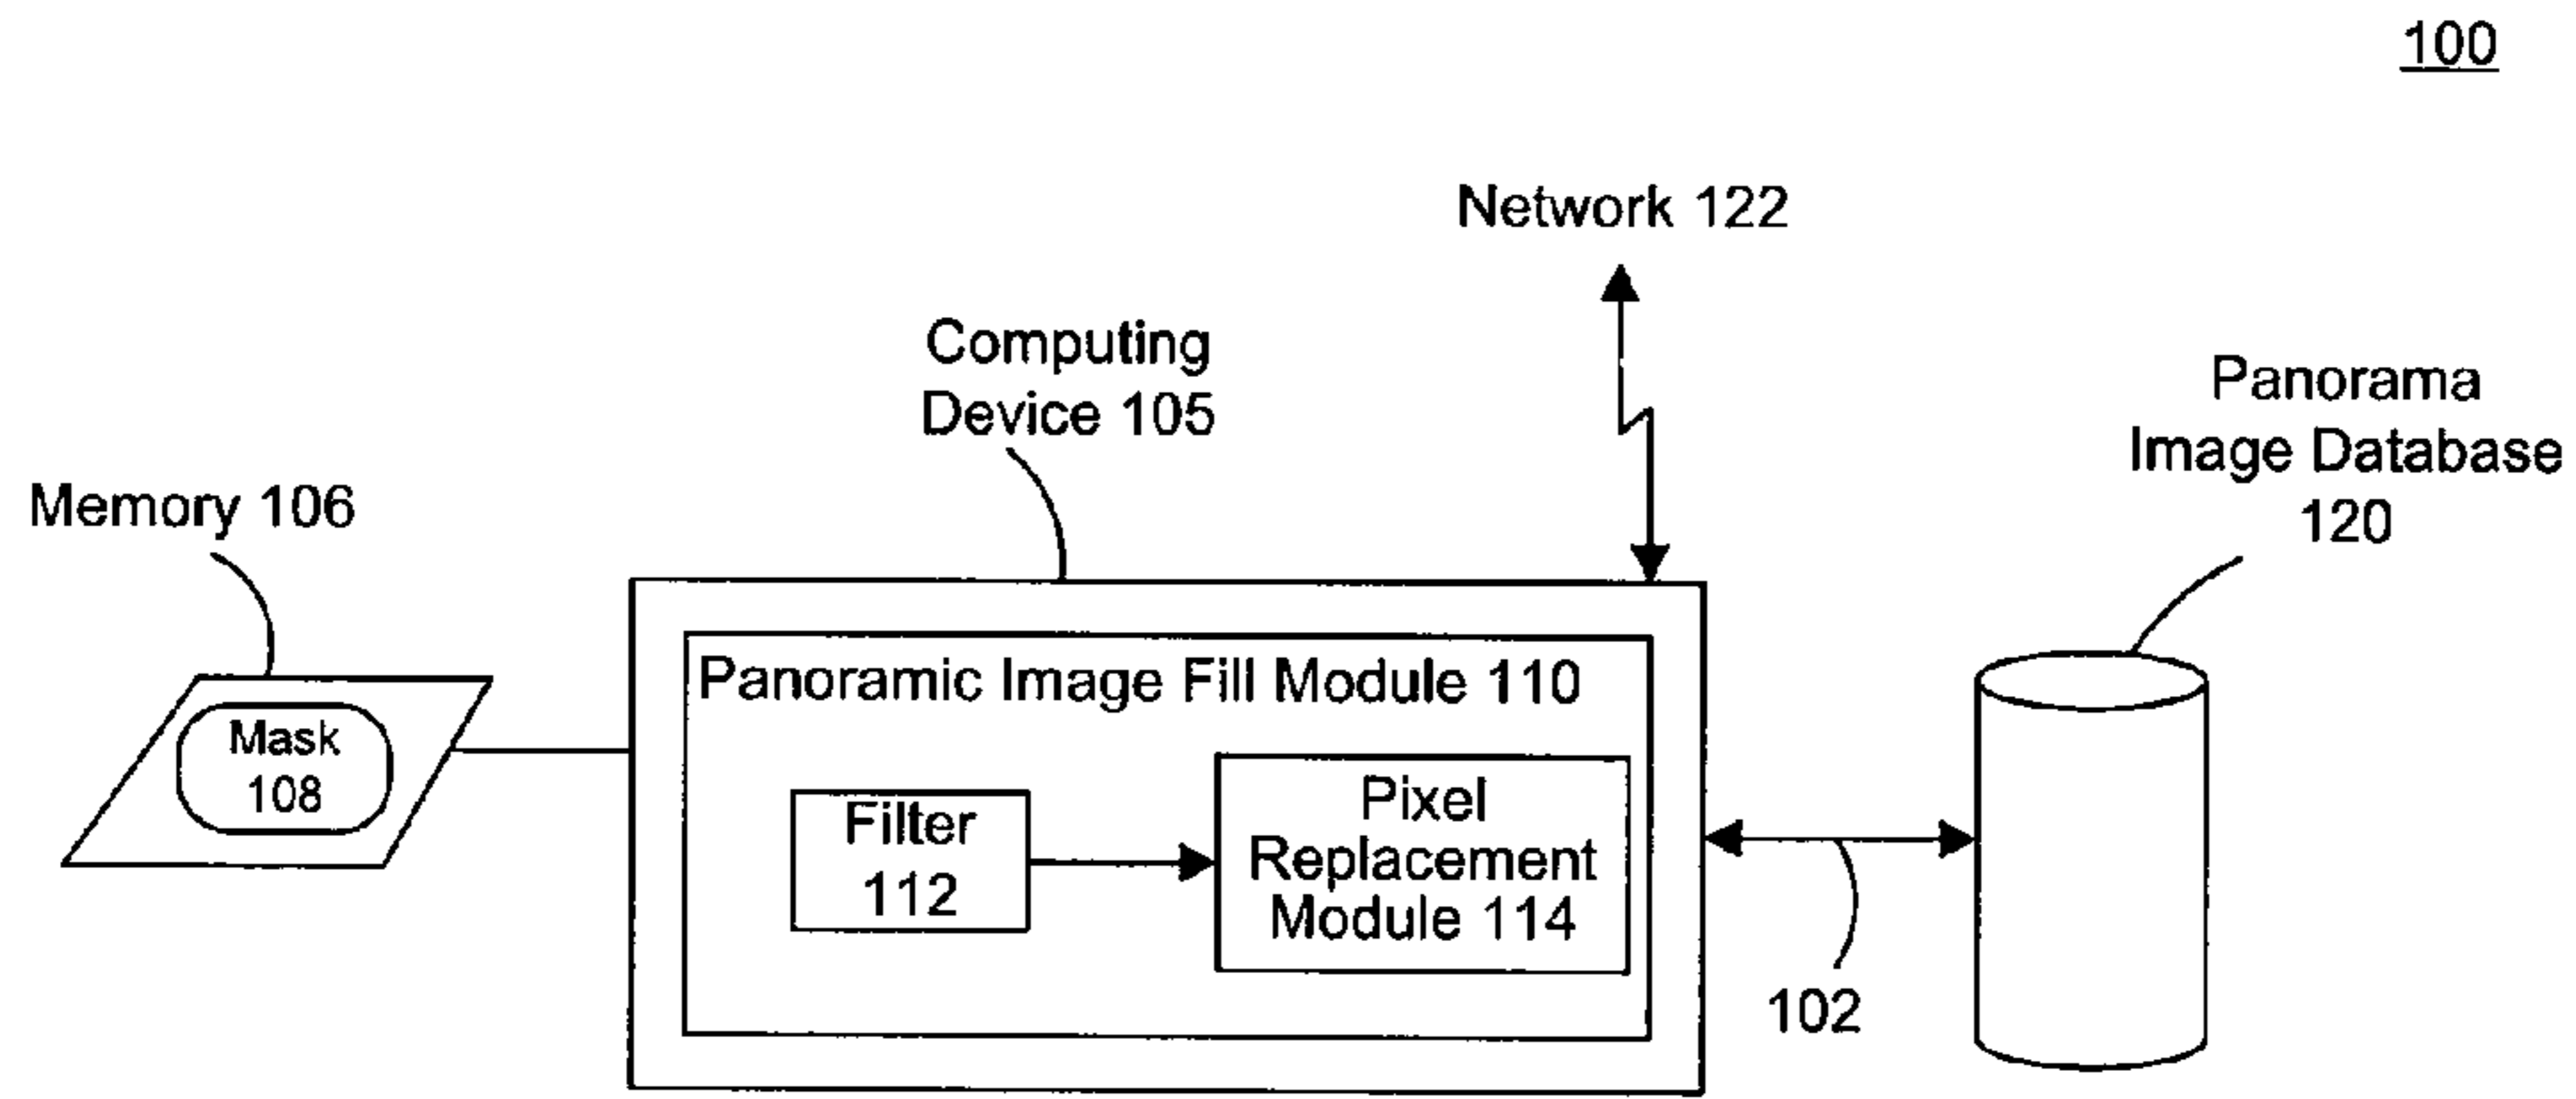 100
Network 122
Computing
Device 105
Panorama
Image Database
120
Memory 106
Mask
108
Panoramic Image Fill Module 110
Filter
112
Pixel
Replacement
Module 114
102